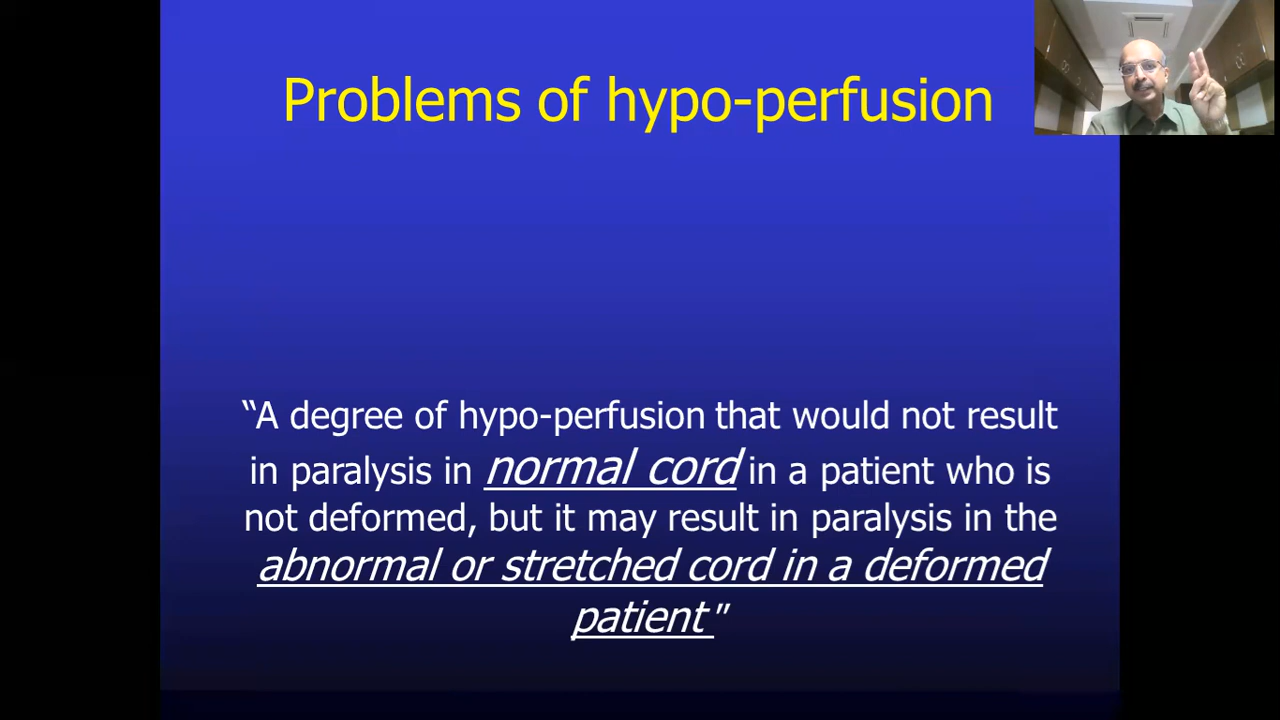 Problems of hypo-perfusion
“A degree of hypo-perfusion that would not result
in paralysis in normal cord in a patient who is
not deformed, but it may result in paralysis in the
abnormal or stretched cord in a deformed
patient”